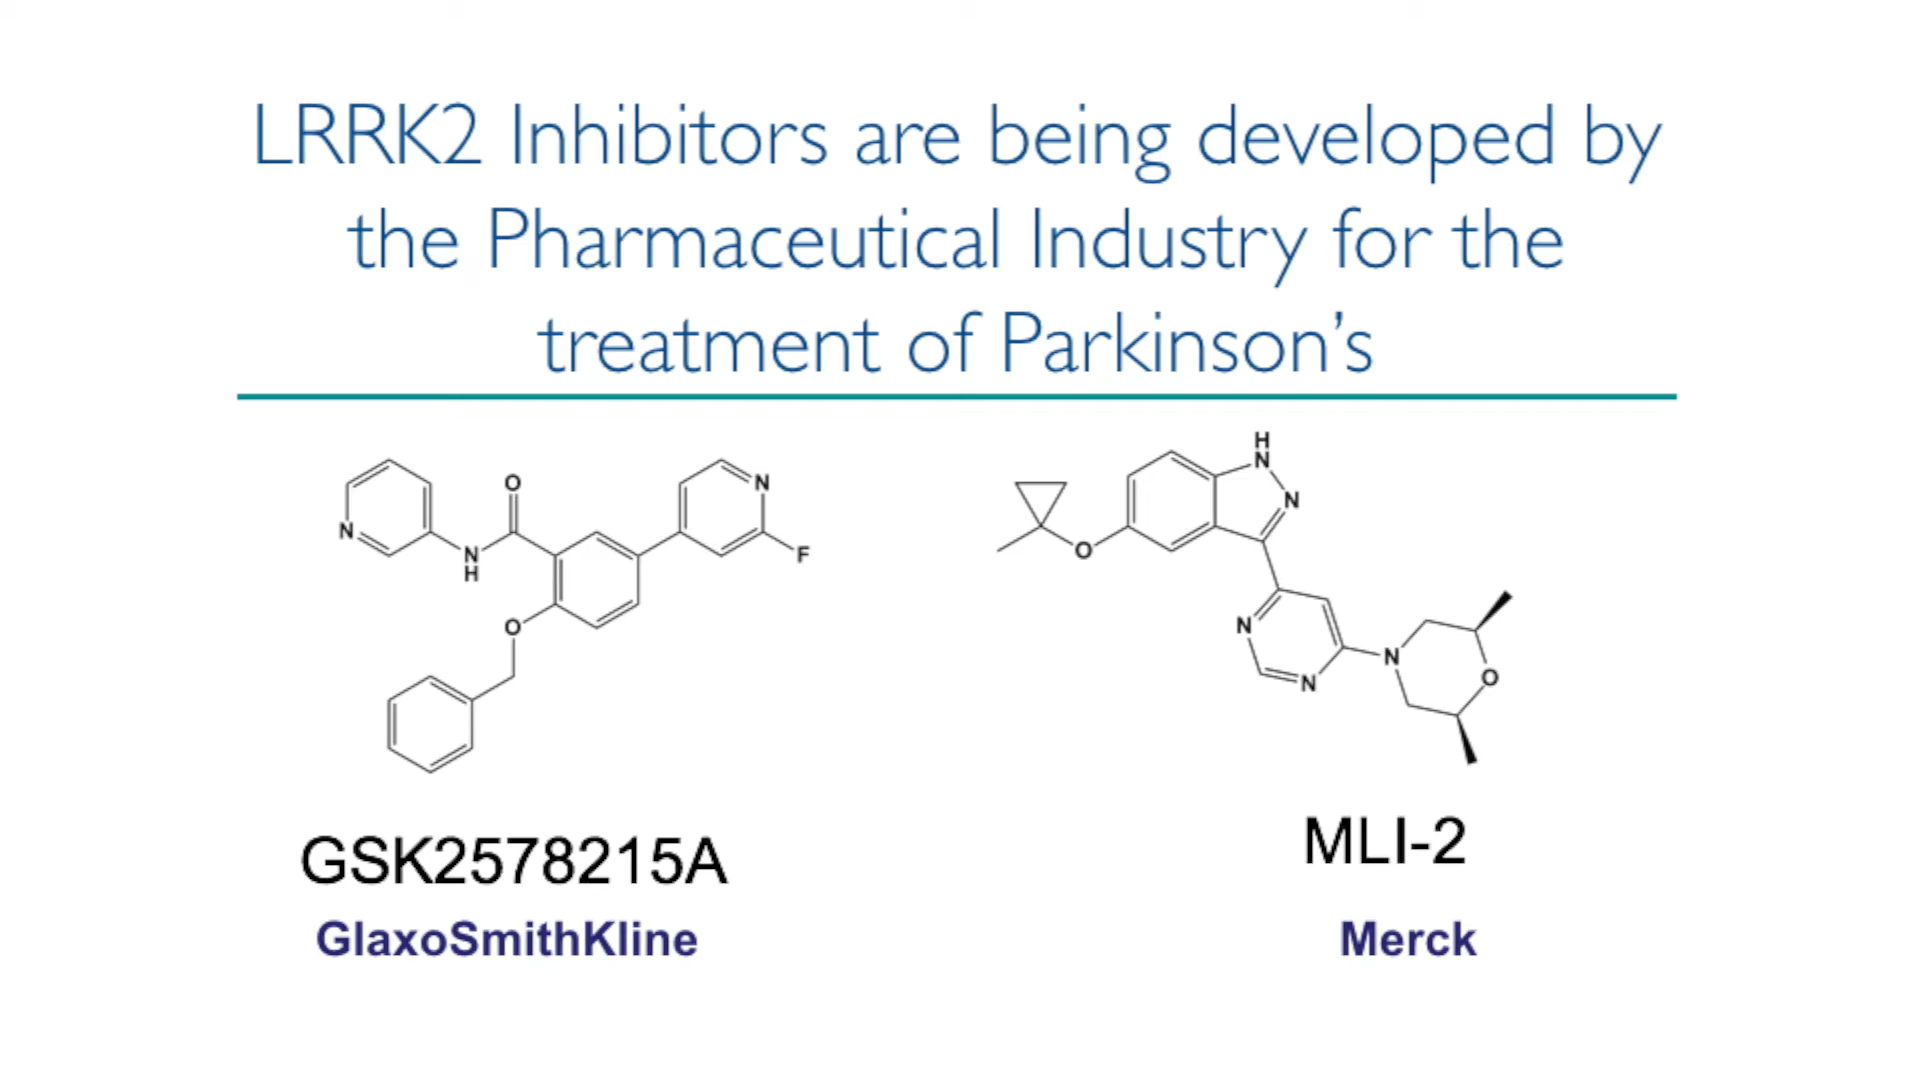 LRRK2 Inhibitors are being developed by
the Pharmaceutical Industry for the
treatment of Parkinson's
N
N
H
O
O
N
F
GSK2578215A
GlaxoSmithKline
H
N
N
O
N
N
N
O
MLI-2
Merck